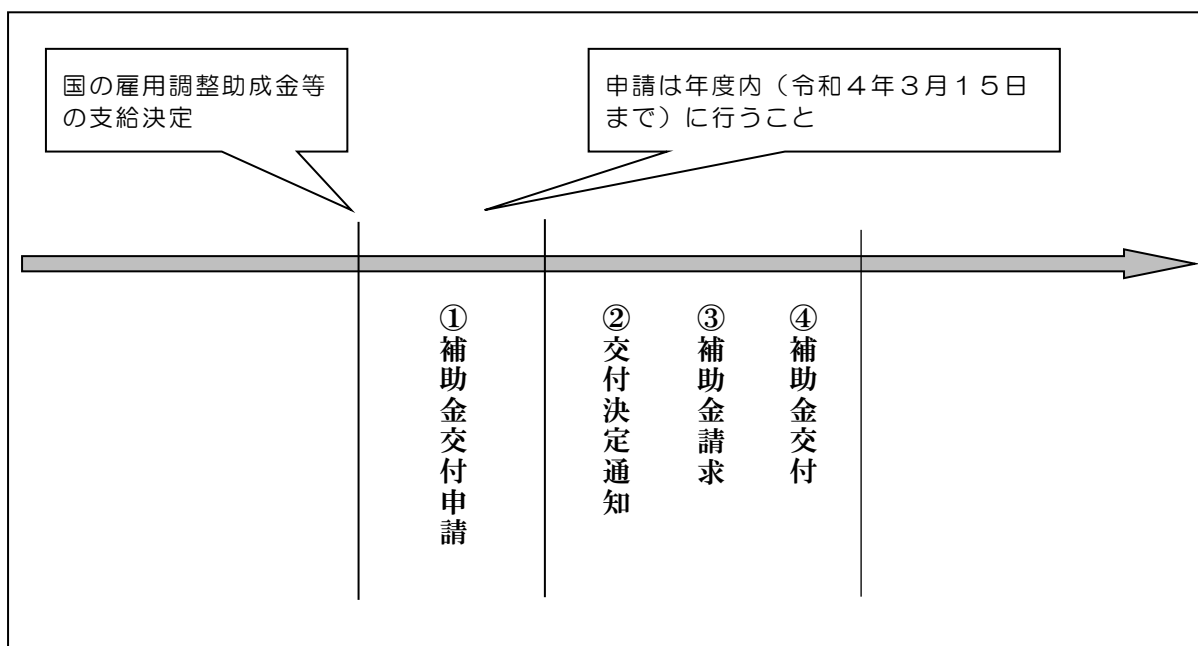 国の雇用調整助成金等
の支給決定
申請は年度内（令和４年３月１５日
まで）に行うこと
①補助金交付申請
②交付決定通知
③補助金請求
④補助金交付